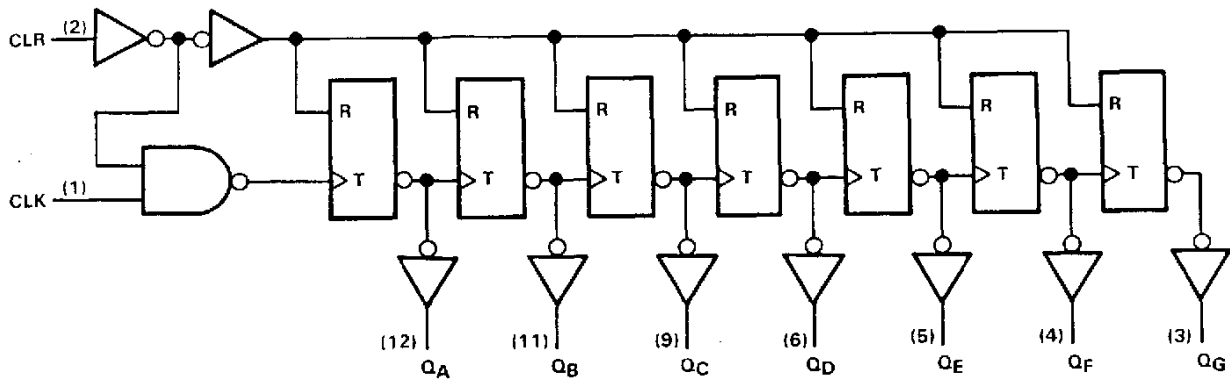 CLR (2)
R R R R R R R
CLK (1)
T T T T T T T
(12) (11) (9) (6) (5) (4) (3)
QA QB QC QD QE QF QG